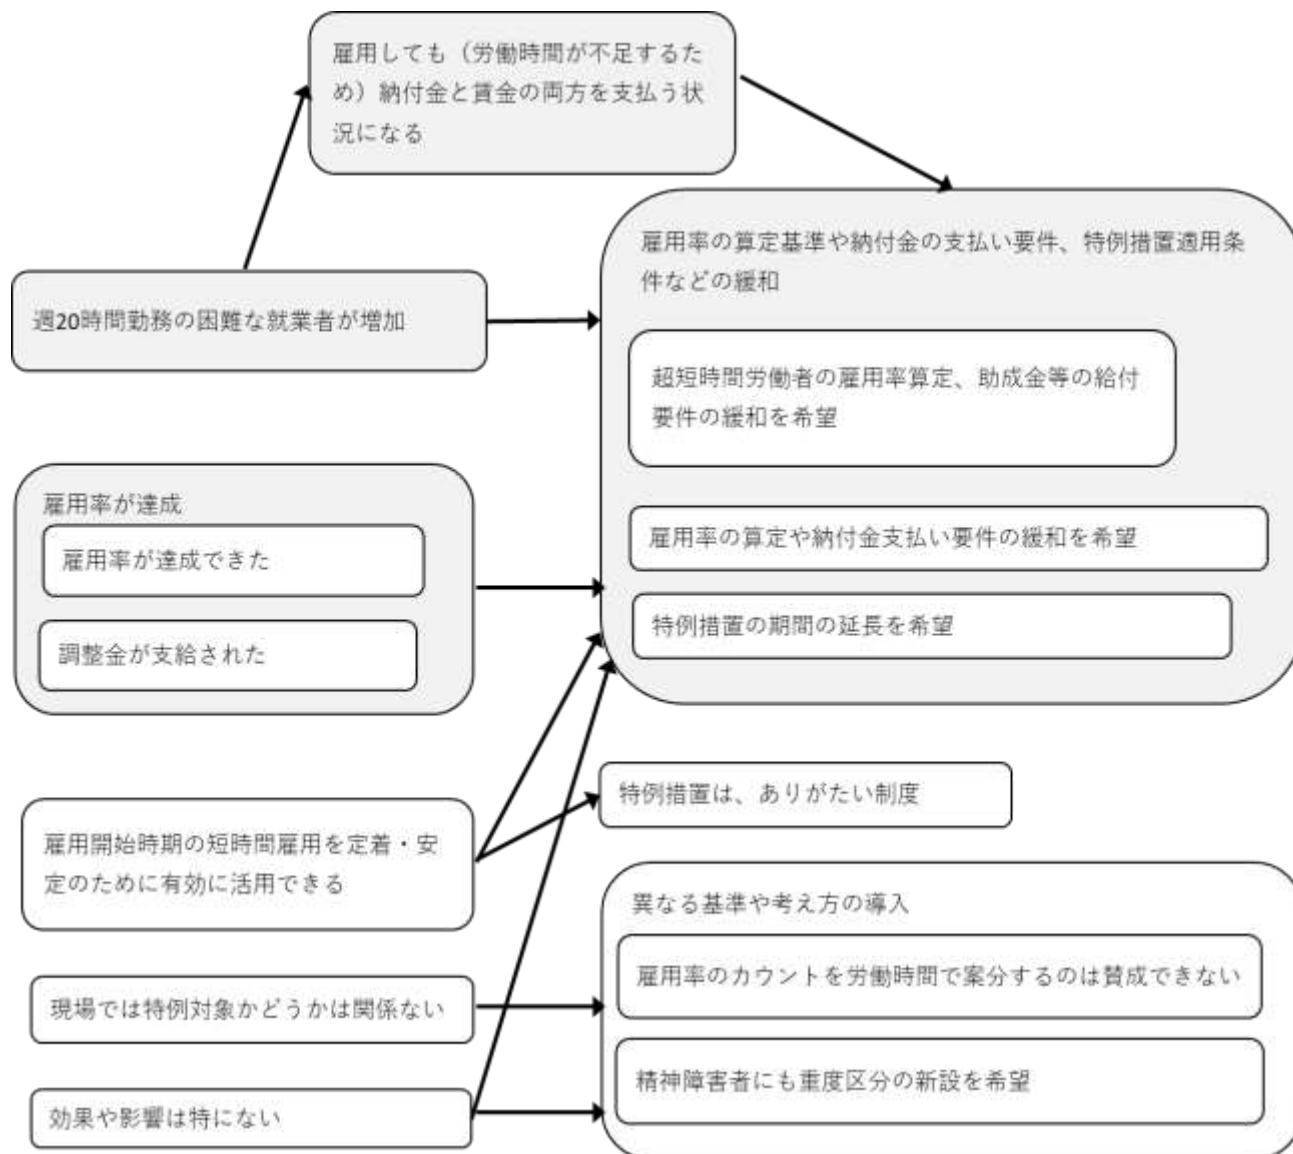 雇用しても（労働時間が不足するた
め）納付金と賃金の両方を支払う状
況になる
週20時間勤務の困難な就業者が増加
雇用率の算定基準や納付金の支払い要件、特例措置適用条
件などの緩和
超短時間労働者の雇用率算定、助成金等の給付
要件の緩和を希望
雇用率の算定や納付金支払い要件の緩和を希望
特例措置の期間の延長を希望
雇用率が達成
雇用率が達成できた
調整金が支給された
特例措置は、ありがたい制度
雇用開始時期の短時間雇用を定着・安
定のために有効に活用できる
異なる基準や考え方の導入
雇用率のカウントを労働時間で案分するのは賛成できない
精神障害者にも重度区分の新設を希望
現場では特例対象かどうかは関係ない
効果や影響は特にない